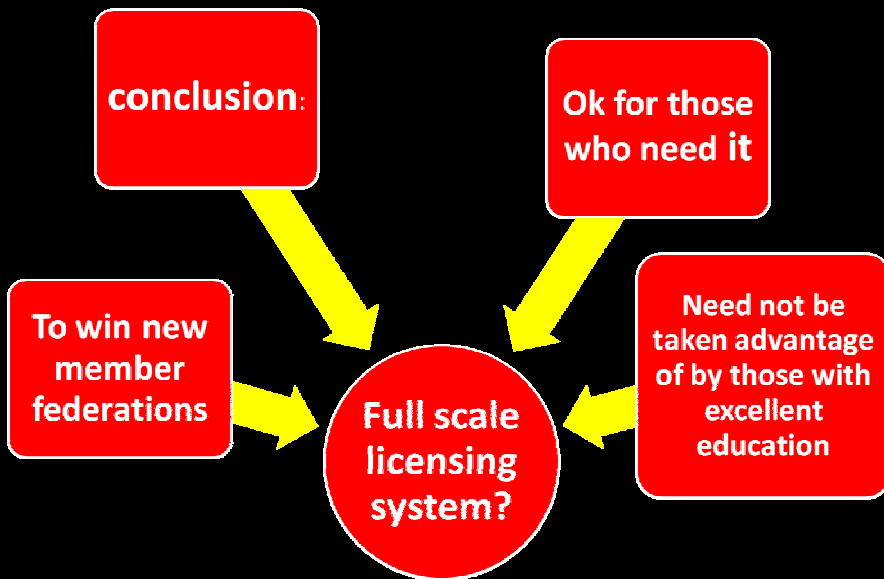 conclusion:
Ok for those
who need it
To win new
member
federations
Need not be
taken advantage
of by those with
excellent
education
Full scale
licensing
system?